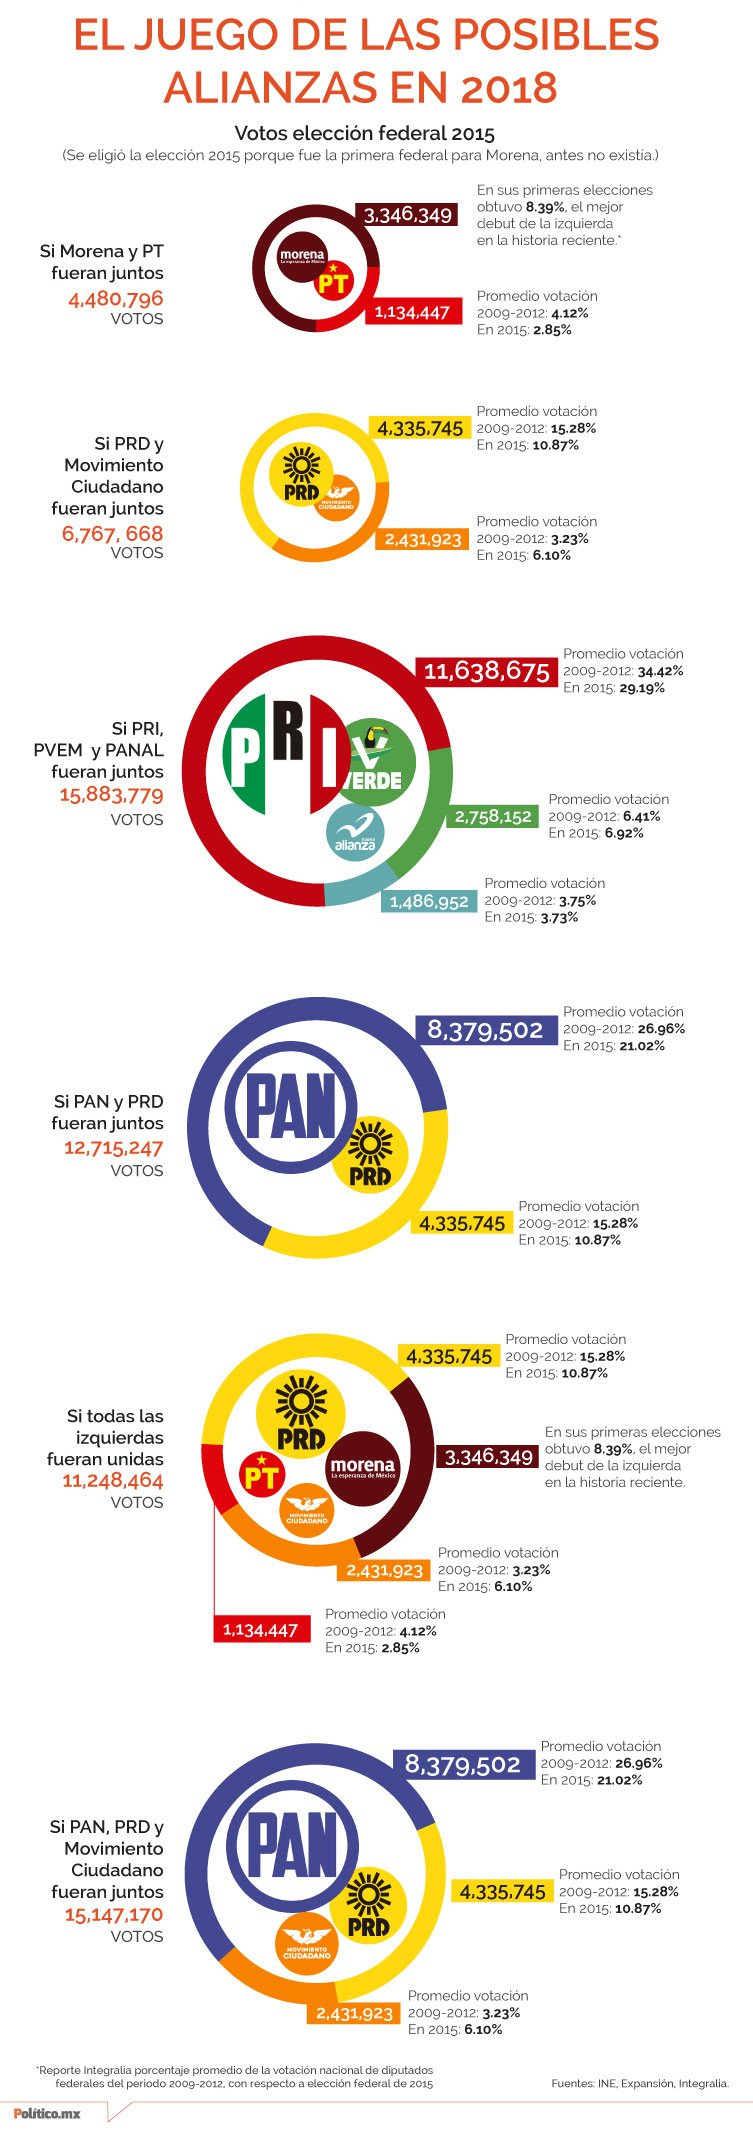 EL JUEGO DE LAS POSIBLES
ALIANZAS EN 2018
Votos elección federal 2015
(Se eligió la elección 2015 porque fue la primera federal para Morena, antes no existía.)
Si Morena y PT
fueran juntos
4,480,796
VOTOS
morena
La esperanza de México
PT
3,346,349
En sus primeras elecciones
obtuvo 8.39%, el mejor
debut de la izquierda
en la historia reciente.*
1,134,447
Promedio votación
2009-2012: 4.12%
En 2015: 2.85%
Si PRD y
Movimiento
Ciudadano
fueran juntos
6,767, 668
VOTOS
PRD
MOVIMIENTO
CIUDADANO
4,335,745
Promedio votación
2009-2012: 15.28%
En 2015: 10.87%
2,431,923
Promedio votación
2009-2012: 3.23%
En 2015: 6.10%
Si PRI,
PVEM y PANAL
fueran juntos
15,883,779
VOTOS
PRI
VERDE
nueva
alianza
11,638,675
Promedio votación
2009-2012: 34.42%
En 2015: 29.19%
2,758,152
Promedio votación
2009-2012: 6.41%
En 2015: 6.92%
1,486,952
Promedio votación
2009-2012: 3.75%
En 2015: 3.73%
Si PAN y PRD
fueran juntos
12,715,247
VOTOS
PAN
PRD
8,379,502
Promedio votación
2009-2012: 26.96%
En 2015: 21.02%
4,335,745
Promedio votación
2009-2012: 15.28%
En 2015: 10.87%
Si todas las
izquierdas
fueran unidas
11,248,464
VOTOS
PRD
PT
morena
La esperanza de México
MOVIMIENTO
CIUDADANO
4,335,745
Promedio votación
2009-2012: 15.28%
En 2015: 10.87%
3,346,349
En sus primeras elecciones
obtuvo 8.39%, el mejor
debut de la izquierda
en la historia reciente.
2,431,923
Promedio votación
2009-2012: 3.23%
En 2015: 6.10%
1,134,447
Promedio votación
2009-2012: 4.12%
En 2015: 2.85%
Si PAN, PRD y
Movimiento
Ciudadano
fueran juntos
15,147,170
VOTOS
PAN
PRD
MOVIMIENTO
CIUDADANO
8,379,502
Promedio votación
2009-2012: 26.96%
En 2015: 21.02%
4,335,745
Promedio votación
2009-2012: 15.28%
En 2015: 10.87%
2,431,923
Promedio votación
2009-2012: 3.23%
En 2015: 6.10%
*Reporte Integralia porcentaje promedio de la votación nacional de diputados
federales del periodo 2009-2012, con respecto a elección federal de 2015
Fuentes: INE, Expansión, Integralia.
Político.mx